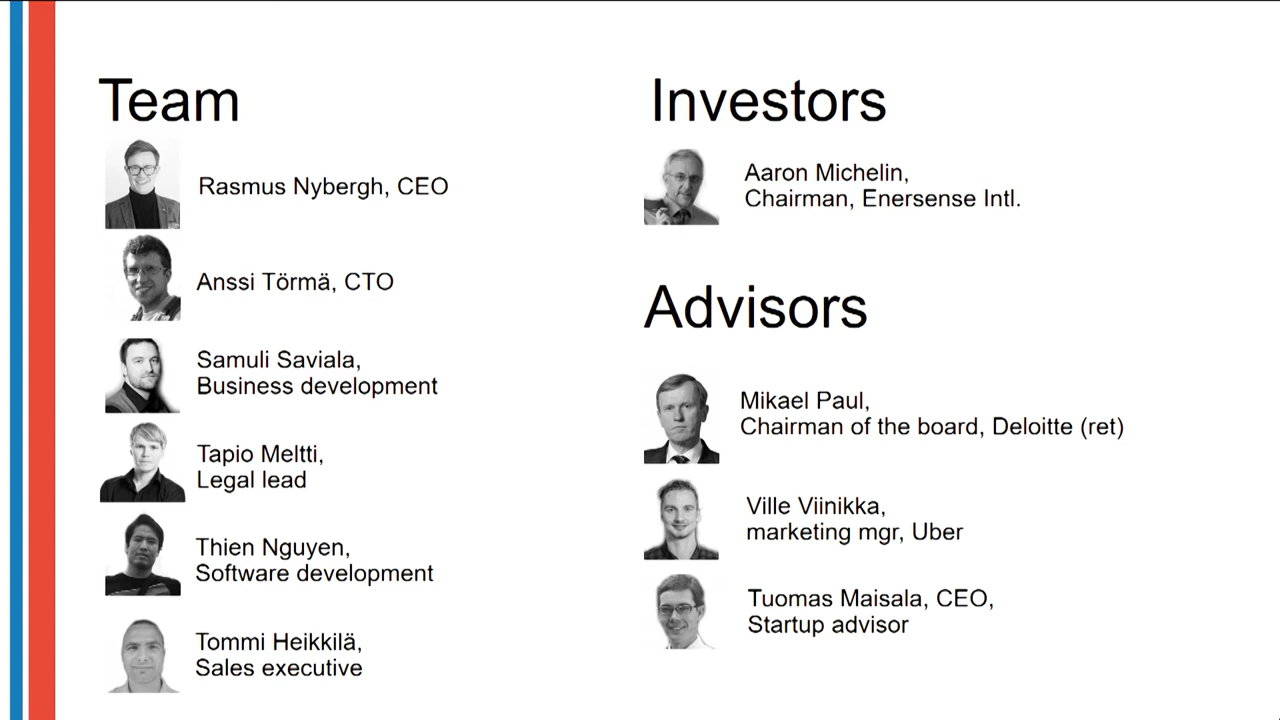 Team
Rasmus Nybergh, CEO
Anssi Törmä, CTO
Samuli Saviala,
Business development
Tapio Meltti,
Legal lead
Thien Nguyen,
Software development
Tommi Heikkilä,
Sales executive
Investors
Aaron Michelin,
Chairman, Enersense Intl.
Advisors
Mikael Paul,
Chairman of the board, Deloitte (ret)
Ville Viinikka,
marketing mgr, Uber
Tuomas Maisala, CEO,
Startup advisor